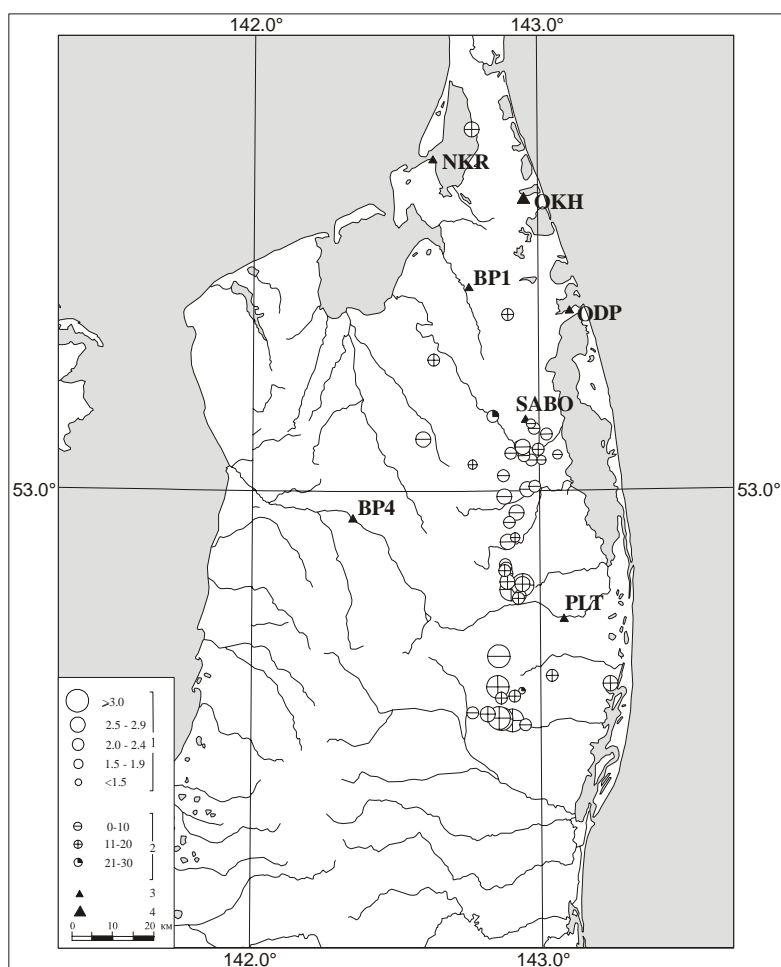 142.0° 143.0°
NKR
OKH
BP1
ODP
SABO
53.0° 53.0°
BP4
PLT
⩾3.0
2.5 - 2.9
2.0 - 2.4 1
1.5 - 1.9
<1.5
0-10
11-20 2
21-30
3
4
0 10 20 КМ
142.0° 143.0°